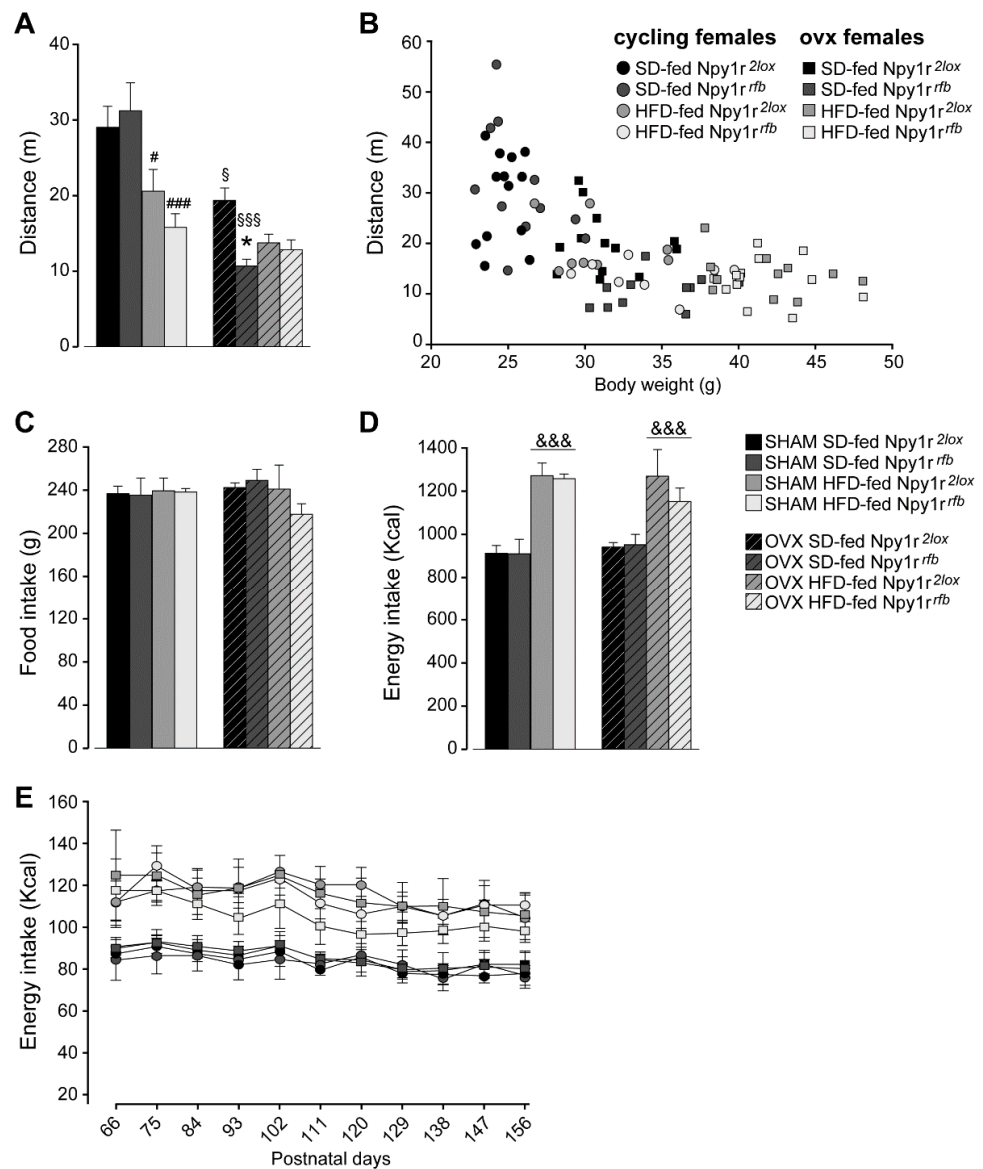 A
Distance (m)
40
30
20
10
0
#
###
§
§§§
*
B
cycling females ovx females
SD-fed Npy1r2lox SD-fed Npy1r2lox
SD-fed Npy1rrfb SD-fed Npy1rrfb
HFD-fed Npy1r2lox HFD-fed Npy1r2lox
HFD-fed Npy1rrfb HFD-fed Npy1rrfb
Distance (m)
60
50
40
30
20
10
0
20 25 30 35 40 45 50
Body weight (g)
C
Food intake (g)
280
240
200
160
120
80
40
0
D
Energy intake (Kcal)
1400
1200
1000
800
600
400
200
0
&&&
&&&
SHAM SD-fed Npy1r2lox
SHAM SD-fed Npy1rrfb
SHAM HFD-fed Npy1r2lox
SHAM HFD-fed Npy1rrfb
OVX SD-fed Npy1r2lox
OVX SD-fed Npy1rrfb
OVX HFD-fed Npy1r2lox
OVX HFD-fed Npy1rrfb
E
Energy intake (Kcal)
160
140
120
100
80
60
40
20
66 75 84 93 102 111 120 129 138 147 156
Postnatal days